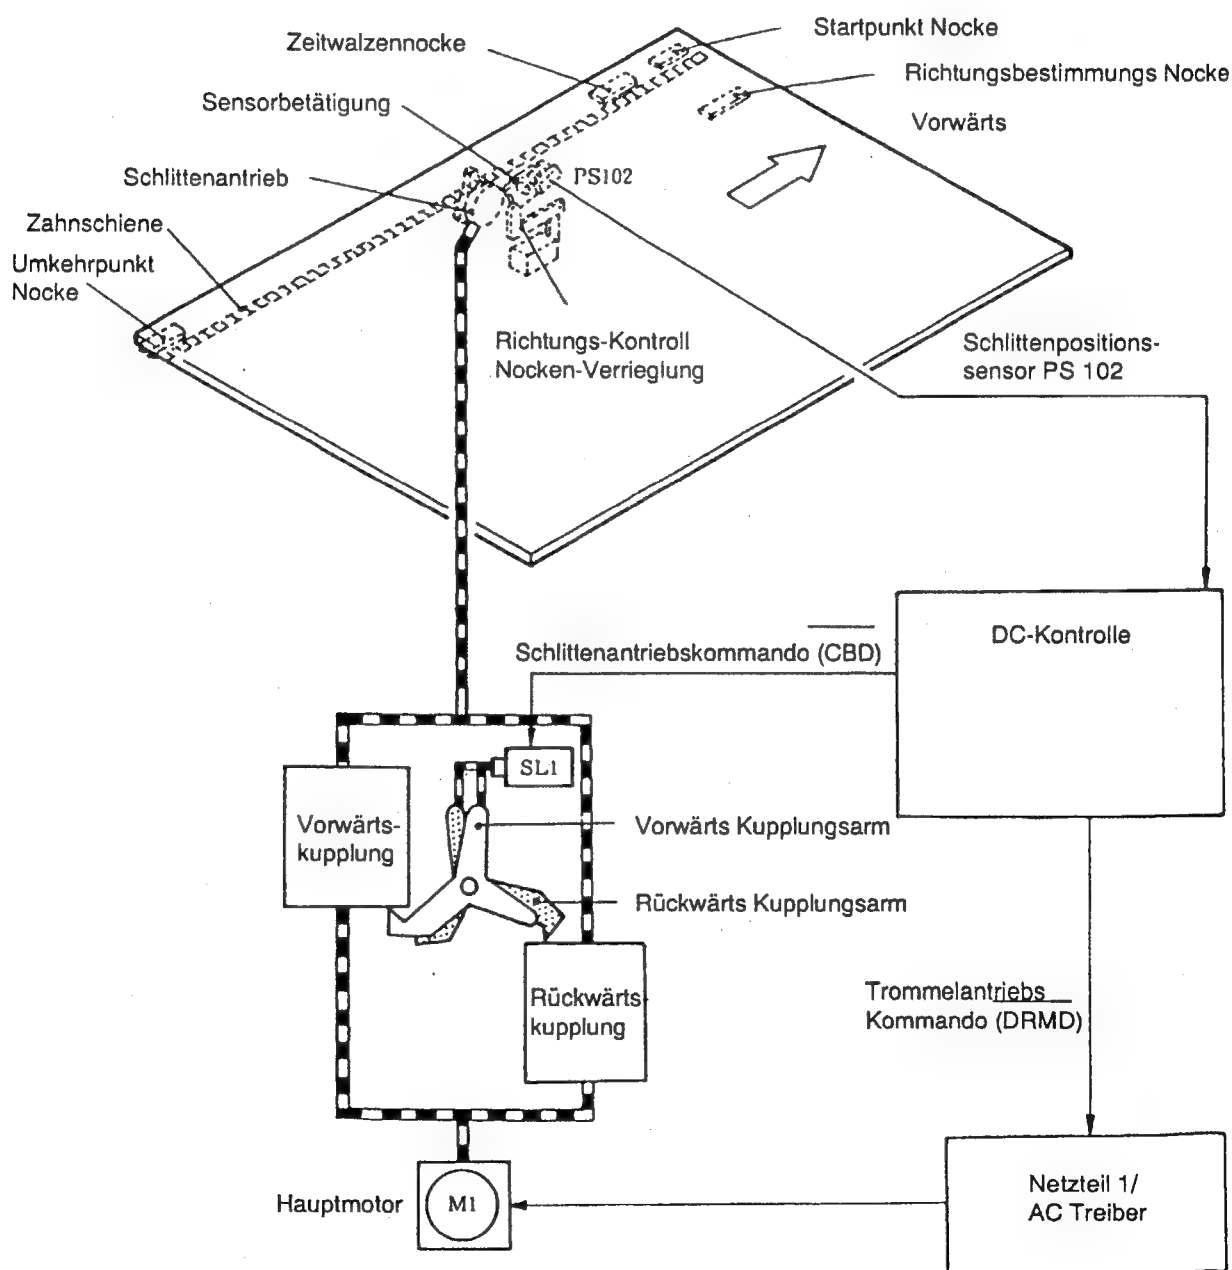 Startpunkt Nocke
Zeitwalzennocke
Richtungsbestimmungs Nocke
Sensorbetätigung
Vorwärts
Schlittenantrieb
PS102
Zahnschiene
Umkehrpunkt
Nocke
Richtungs-Kontroll
Nocken-Verrieglung
Schlittenpositions-
sensor PS 102
DC-Kontrolle
Schlittenantriebskommando (CBD)
SL1
Vorwärts-
kupplung
Vorwärts Kupplungsarm
Rückwärts Kupplungsarm
Rückwärts-
kupplung
Trommelantriebs
Kommando (DRMD)
Hauptmotor
M1
Netzteil 1/
AC Treiber